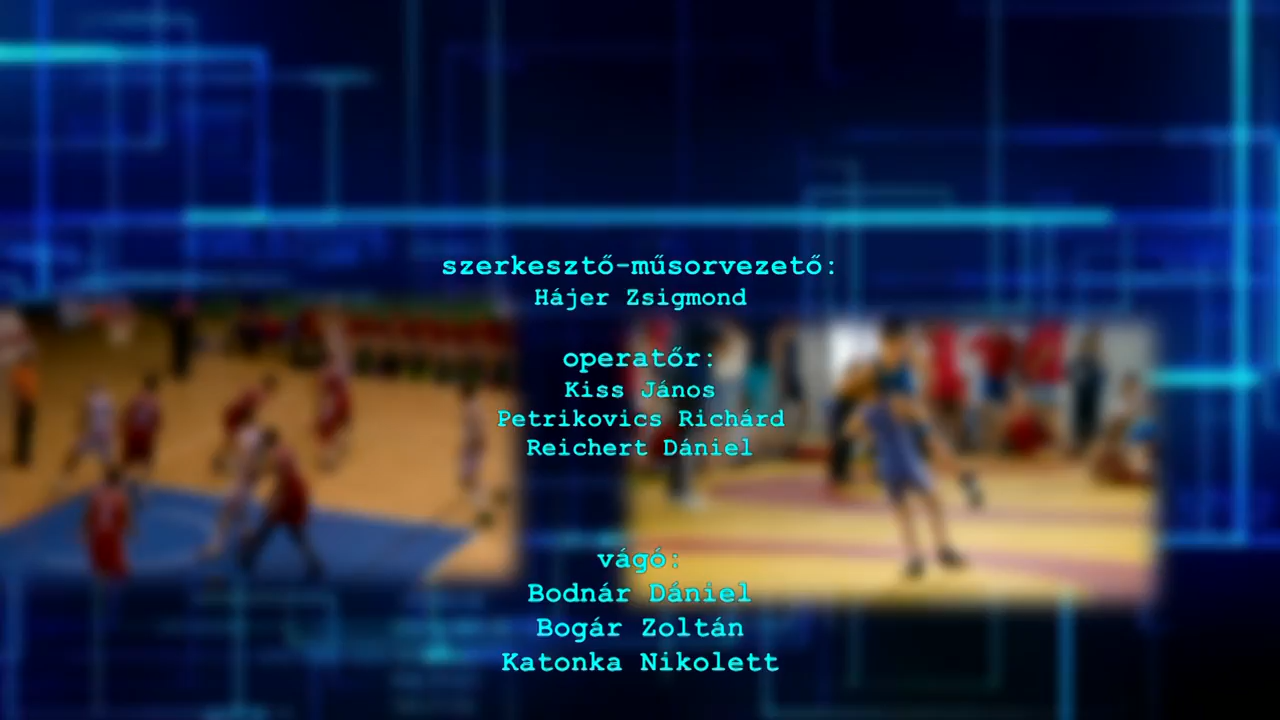 szerkesztő-műsorvezető:
Hájer Zsigmond
operatőr:
Kiss János
Petrikovics Richárd
Reichert Dániel
vágó:
Bodnár Dániel
Bogár Zoltán
Katonka Nikolett